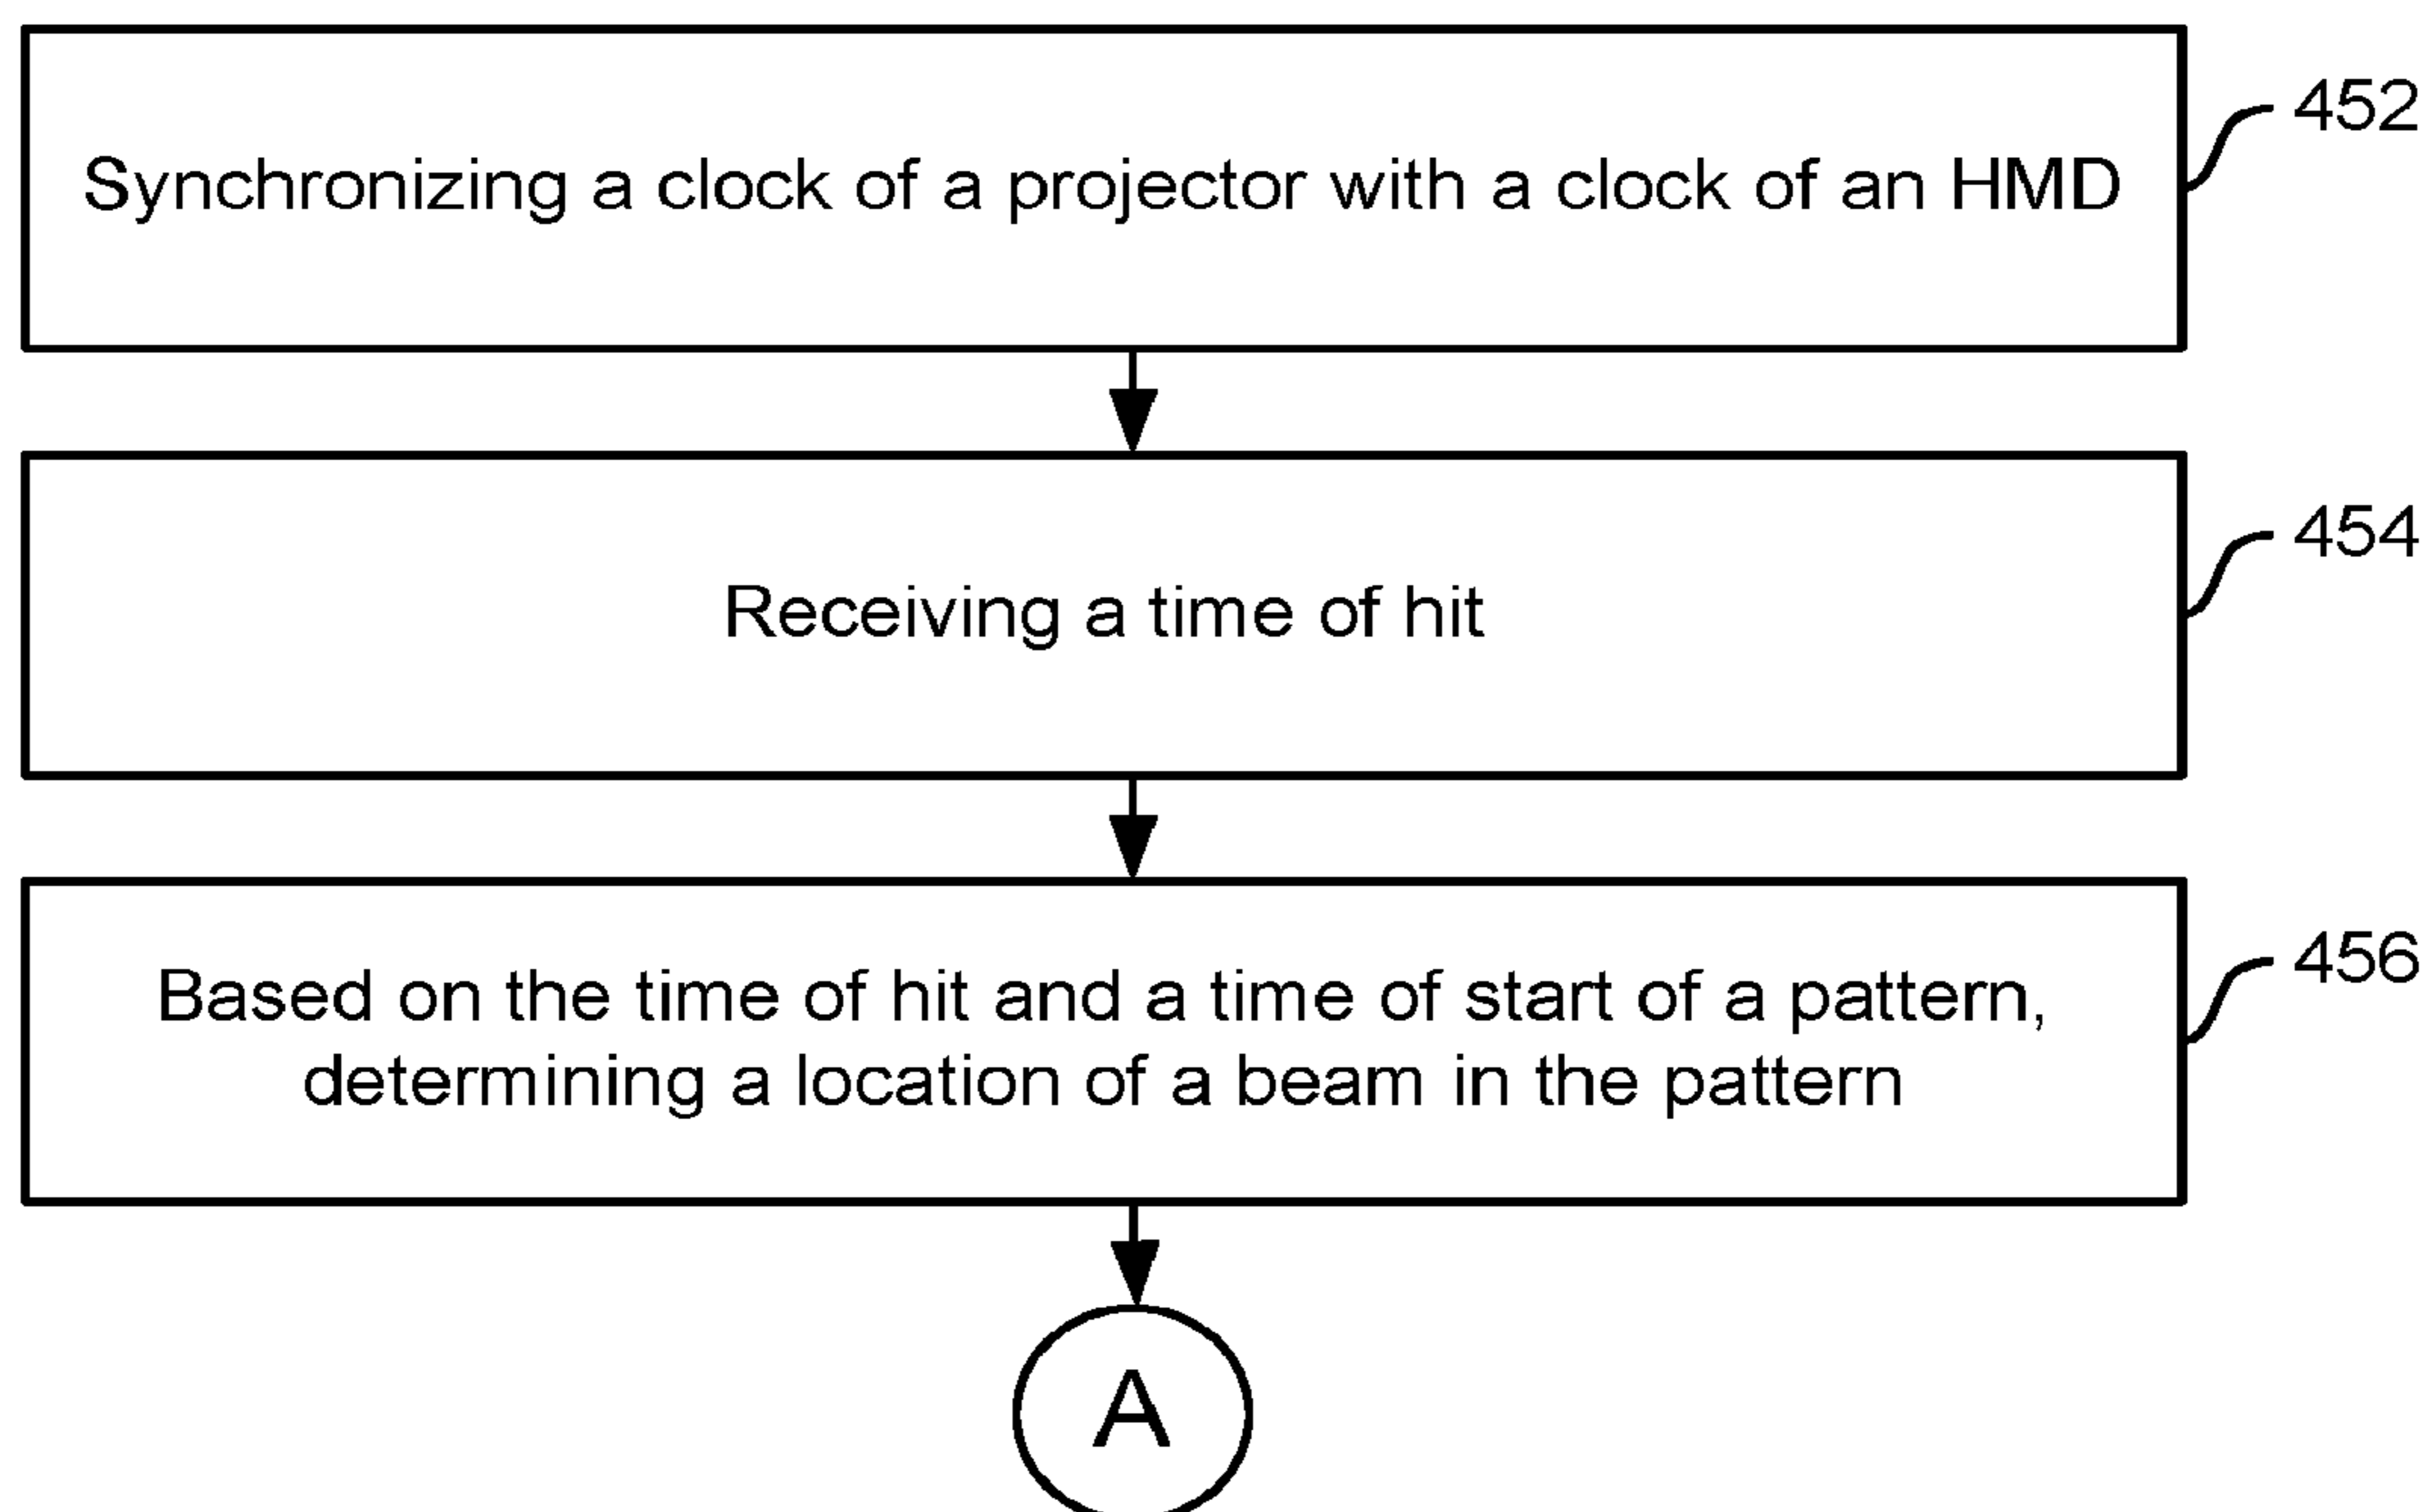 Synchronizing a clock of a projector with a clock of an HMD
452
Receiving a time of hit
454
Based on the time of hit and a time of start of a pattern,
determining a location of a beam in the pattern
456
A